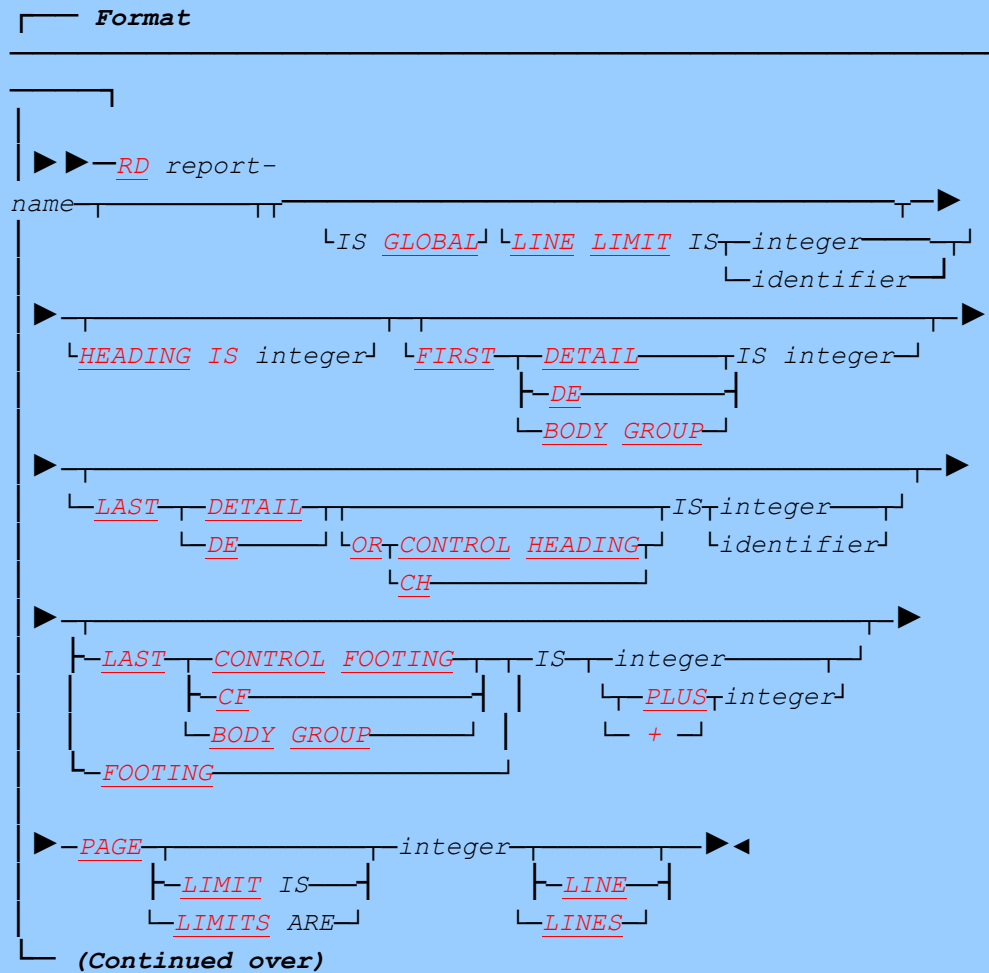 Format
RD report-
name
IS GLOBAL LINE LIMIT IS integer
identifier
HEADING IS integer FIRST DETAIL IS integer
DE
BODY GROUP
LAST DETAIL IS integer
DE OR CONTROL HEADING identifier
CH
LAST CONTROL FOOTING IS integer
CF PLUS integer
BODY GROUP +
FOOTING
PAGE integer
LIMIT IS LINE
LIMITS ARE LINES
(Continued over)